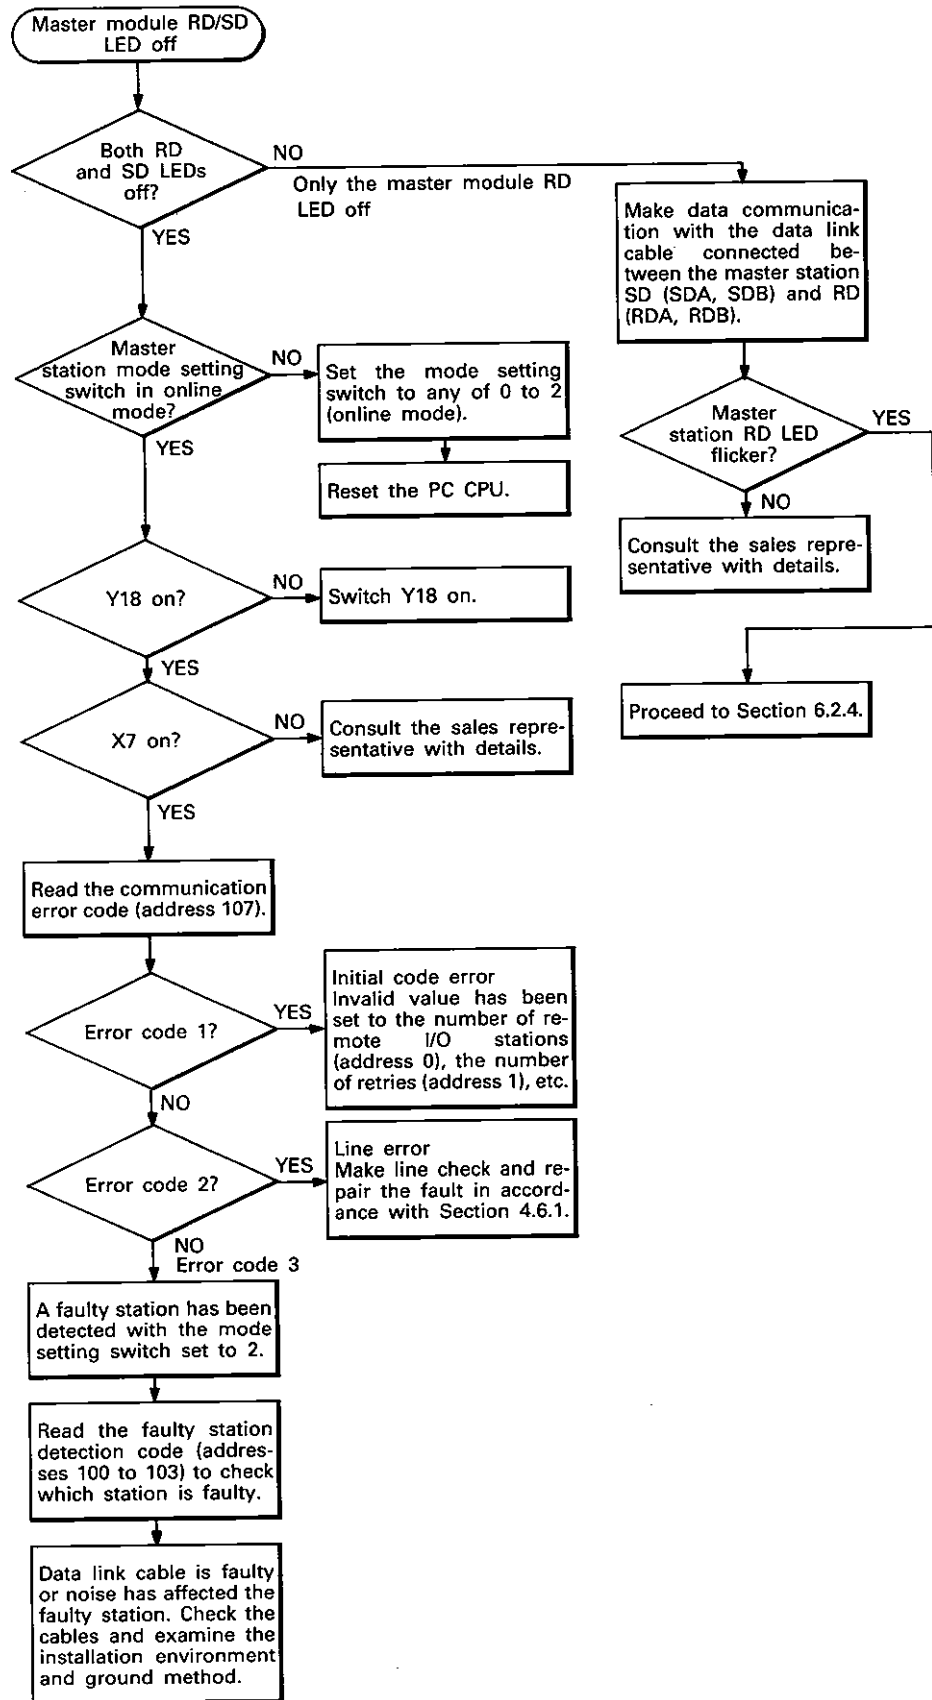 Master module RD/SD
LED off
Both RD
and SD LEDs
off?
NO
Only the master module RD
LED off
YES
Make data communica-
tion with the data link
cable connected be-
tween the master station
SD (SDA, SDB) and RD
(RDA, RDB).
Master
station mode setting
switch in online
mode?
NO
Set the mode setting
switch to any of 0 to 2
(online mode).
YES
Reset the PC CPU.
Master
station RD LED
flicker?
YES
NO
Consult the sales repre-
sentative with details.
Y18 on?
NO
Switch Y18 on.
YES
Proceed to Section 6.2.4.
X7 on?
NO
Consult the sales repre-
sentative with details.
YES
Read the communication
error code (address 107).
Error code 1?
YES
Initial code error
Invalid value has been
set to the number of re-
mote I/O stations
(address 0), the number
of retries (address 1), etc.
NO
Error code 2?
YES
Line error
Make line check and re-
pair the fault in accord-
ance with Section 4.6.1.
NO
Error code 3
A faulty station has been
detected with the mode
setting switch set to 2.
Read the faulty station
detection code (addres-
ses 100 to 103) to check
which station is faulty.
Data link cable is faulty
or noise has affected the
faulty station. Check the
cables and examine the
installation environment
and ground method.